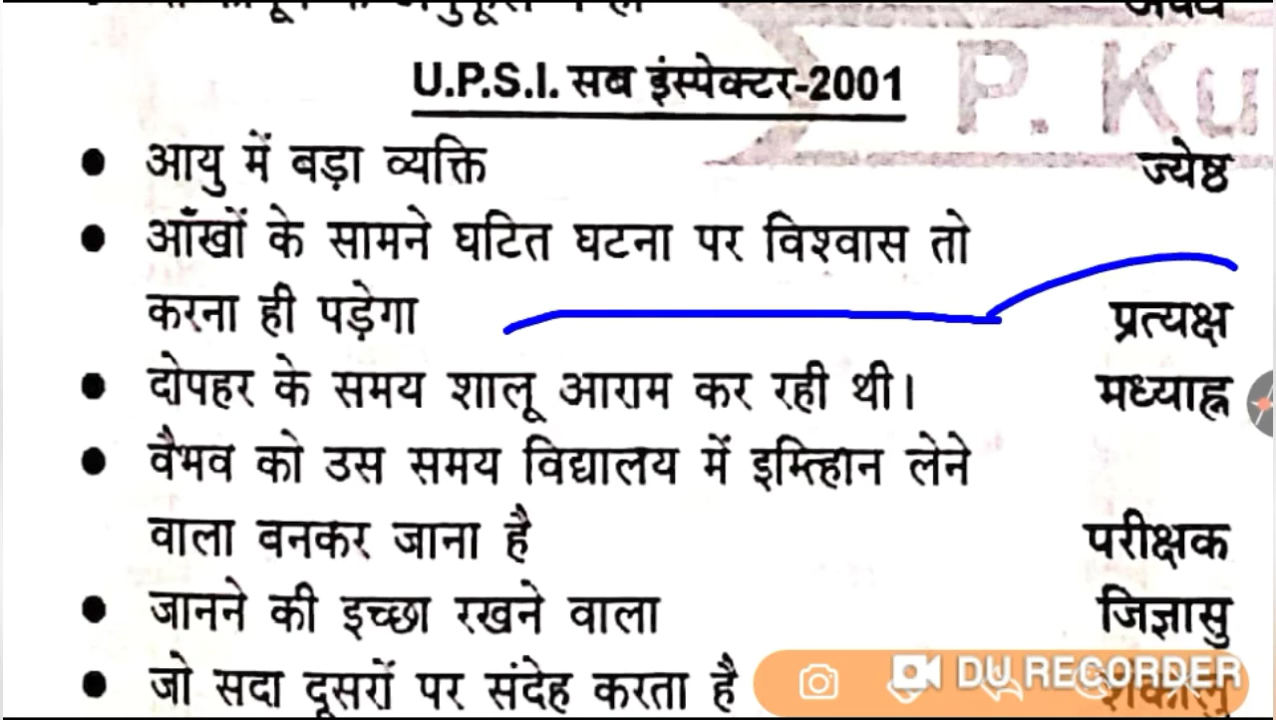 U.P.S.I. सब इंस्पेक्टर-2001
P. Ku
• आयु में बड़ा व्यक्ति ज्येष्ठ
• आँखों के सामने घटित घटना पर विश्वास तो
करना ही पड़ेगा प्रत्यक्ष
• दोपहर के समय शालू आराम कर रही थी। मध्याह्न
• वैभव को उस समय विद्यालय में इम्तिहान लेने
वाला बनकर जाना है परीक्षक
• जानने की इच्छा रखने वाला जिज्ञासु
• जो सदा दूसरों पर संदेह करता है
DU RECORDER